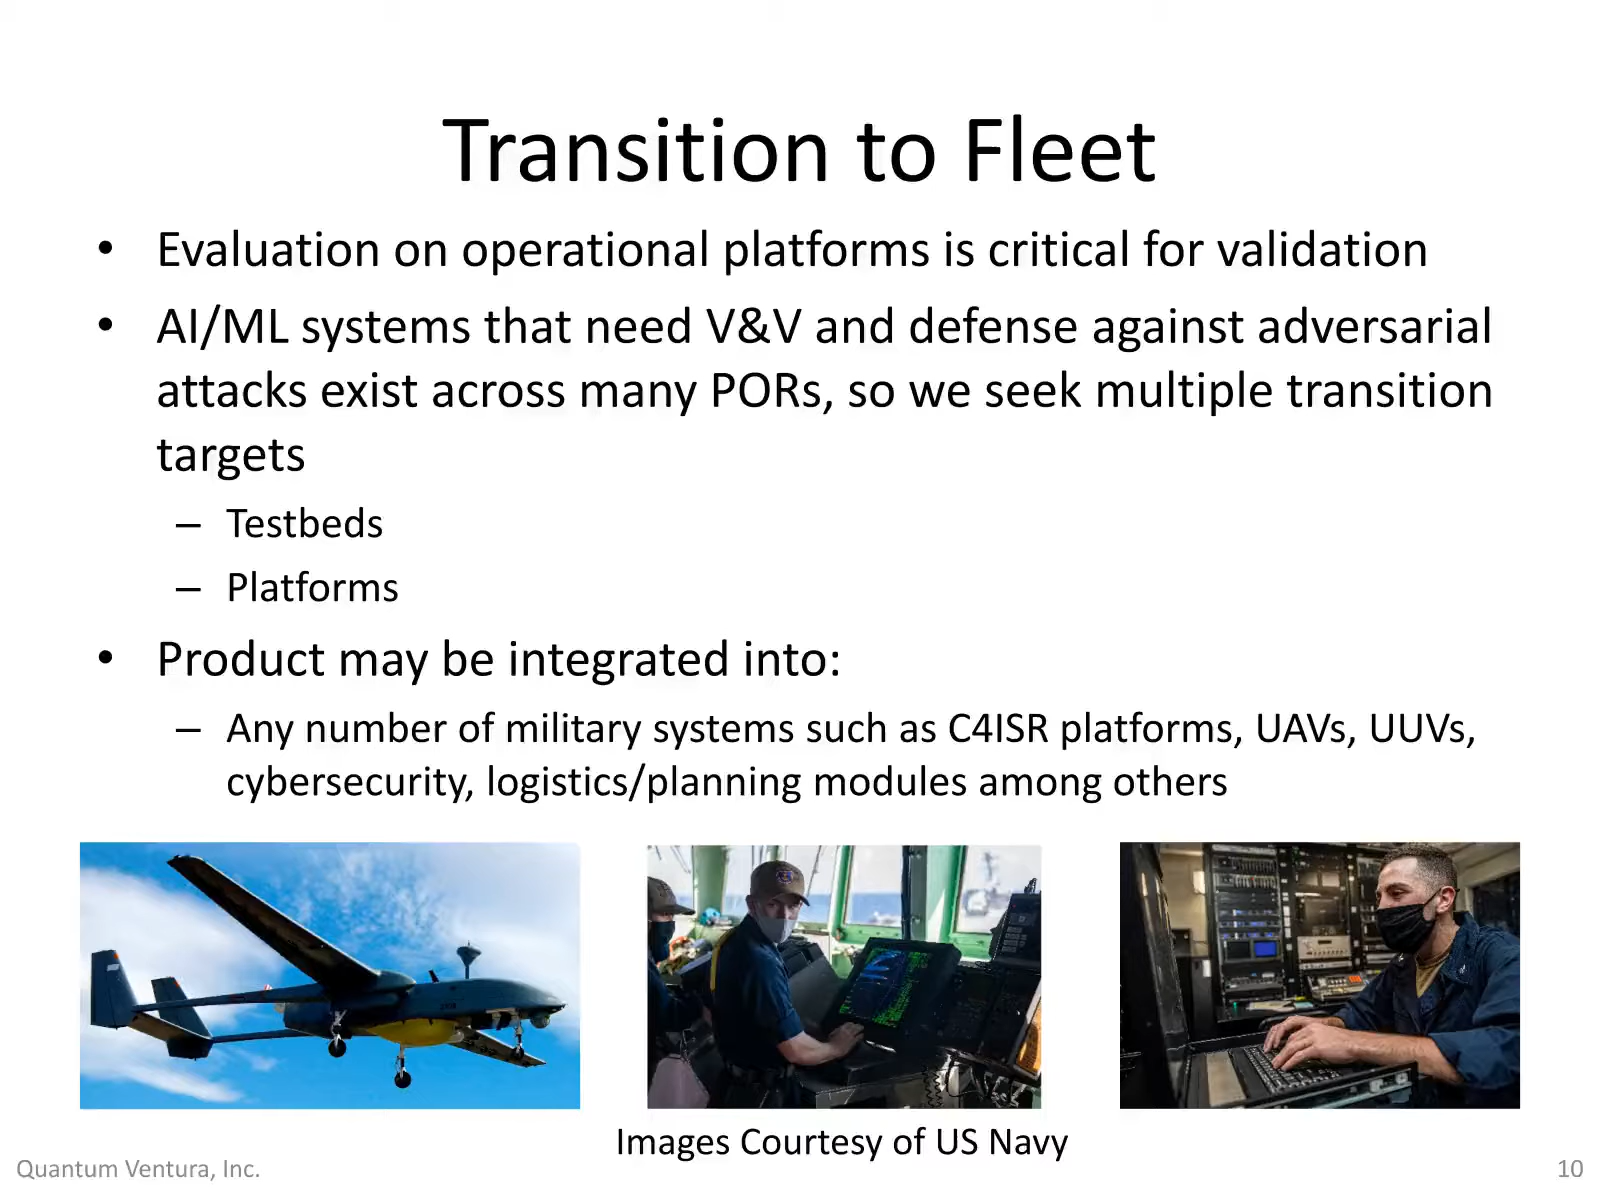 Transition to Fleet
• Evaluation on operational platforms is critical for validation
• AI/ML systems that need V&V and defense against adversarial
attacks exist across many PORs, so we seek multiple transition
targets
– Testbeds
– Platforms
• Product may be integrated into:
– Any number of military systems such as C4ISR platforms, UAVs, UUVs,
cybersecurity, logistics/planning modules among others
Images Courtesy of US Navy
Quantum Ventura, Inc.
10